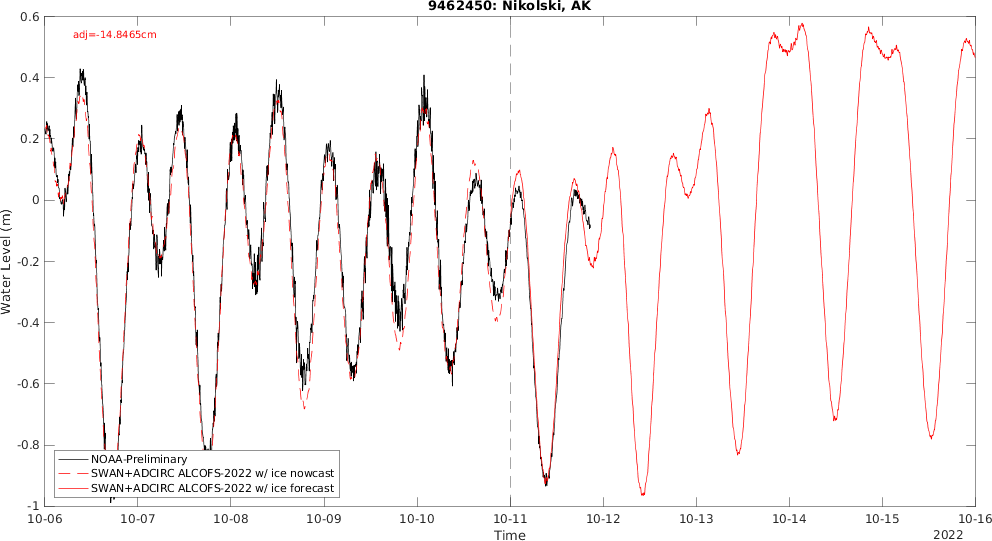 9462450: Nikolski, AK
adj=-14.8465cm
0.6
0.4
0.2
0
-0.2
-0.4
-0.6
-0.8
-1
Water Level (m)
NOAA-Preliminary
SWAN+ADCIRC ALCOFS-2022 w/ ice nowcast
SWAN+ADCIRC ALCOFS-2022 w/ ice forecast
10-06 10-07 10-08 10-09 10-10 10-11 10-12 10-13 10-14 10-15 10-16
Time
2022